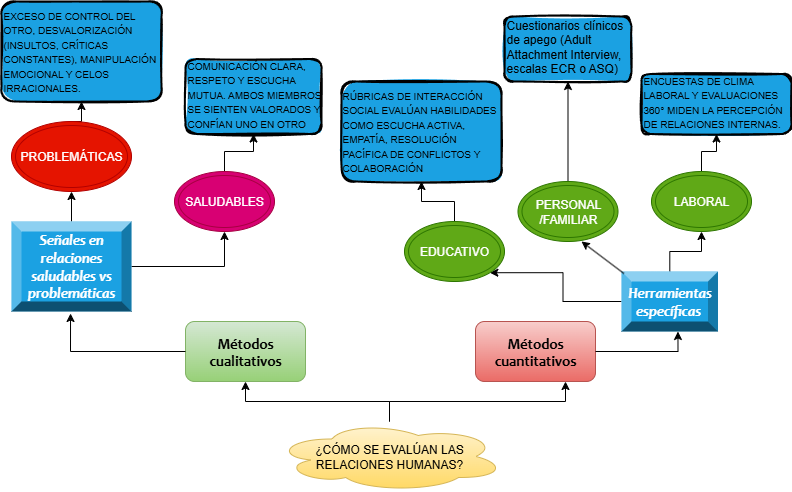 EXCESO DE CONTROL DEL
OTRO, DESVALORIZACIÓN
(INSULTOS, CRÍTICAS
CONSTANTES), MANIPULACIÓN
EMOCIONAL Y CELOS
IRRACIONALES.
COMUNICACIÓN CLARA,
RESPETO Y ESCUCHA
MUTUA. AMBOS MIEMBROS
SE SIENTEN VALORADOS Y
CONFÍAN UNO EN OTRO
RÚBRICAS DE INTERACCIÓN
SOCIAL EVALÚAN HABILIDADES
COMO ESCUCHA ACTIVA,
EMPATÍA, RESOLUCIÓN
PACÍFICA DE CONFLICTOS Y
COLABORACIÓN
Cuestionarios clínicos
de apego (Adult
Attachment Interview,
escalas ECR o ASQ)
ENCUESTAS DE CLIMA
LABORAL Y EVALUACIONES
360° MIDEN LA PERCEPCIÓN
DE RELACIONES INTERNAS.
PROBLEMÁTICAS
SALUDABLES
EDUCATIVO
PERSONAL
/FAMILIAR
LABORAL
Señales en
relaciones
saludables vs
problemáticas
Herramientas
específicas
Métodos
cualitativos
Métodos
cuantitativos
¿CÓMO SE EVALÚAN LAS
RELACIONES HUMANAS?